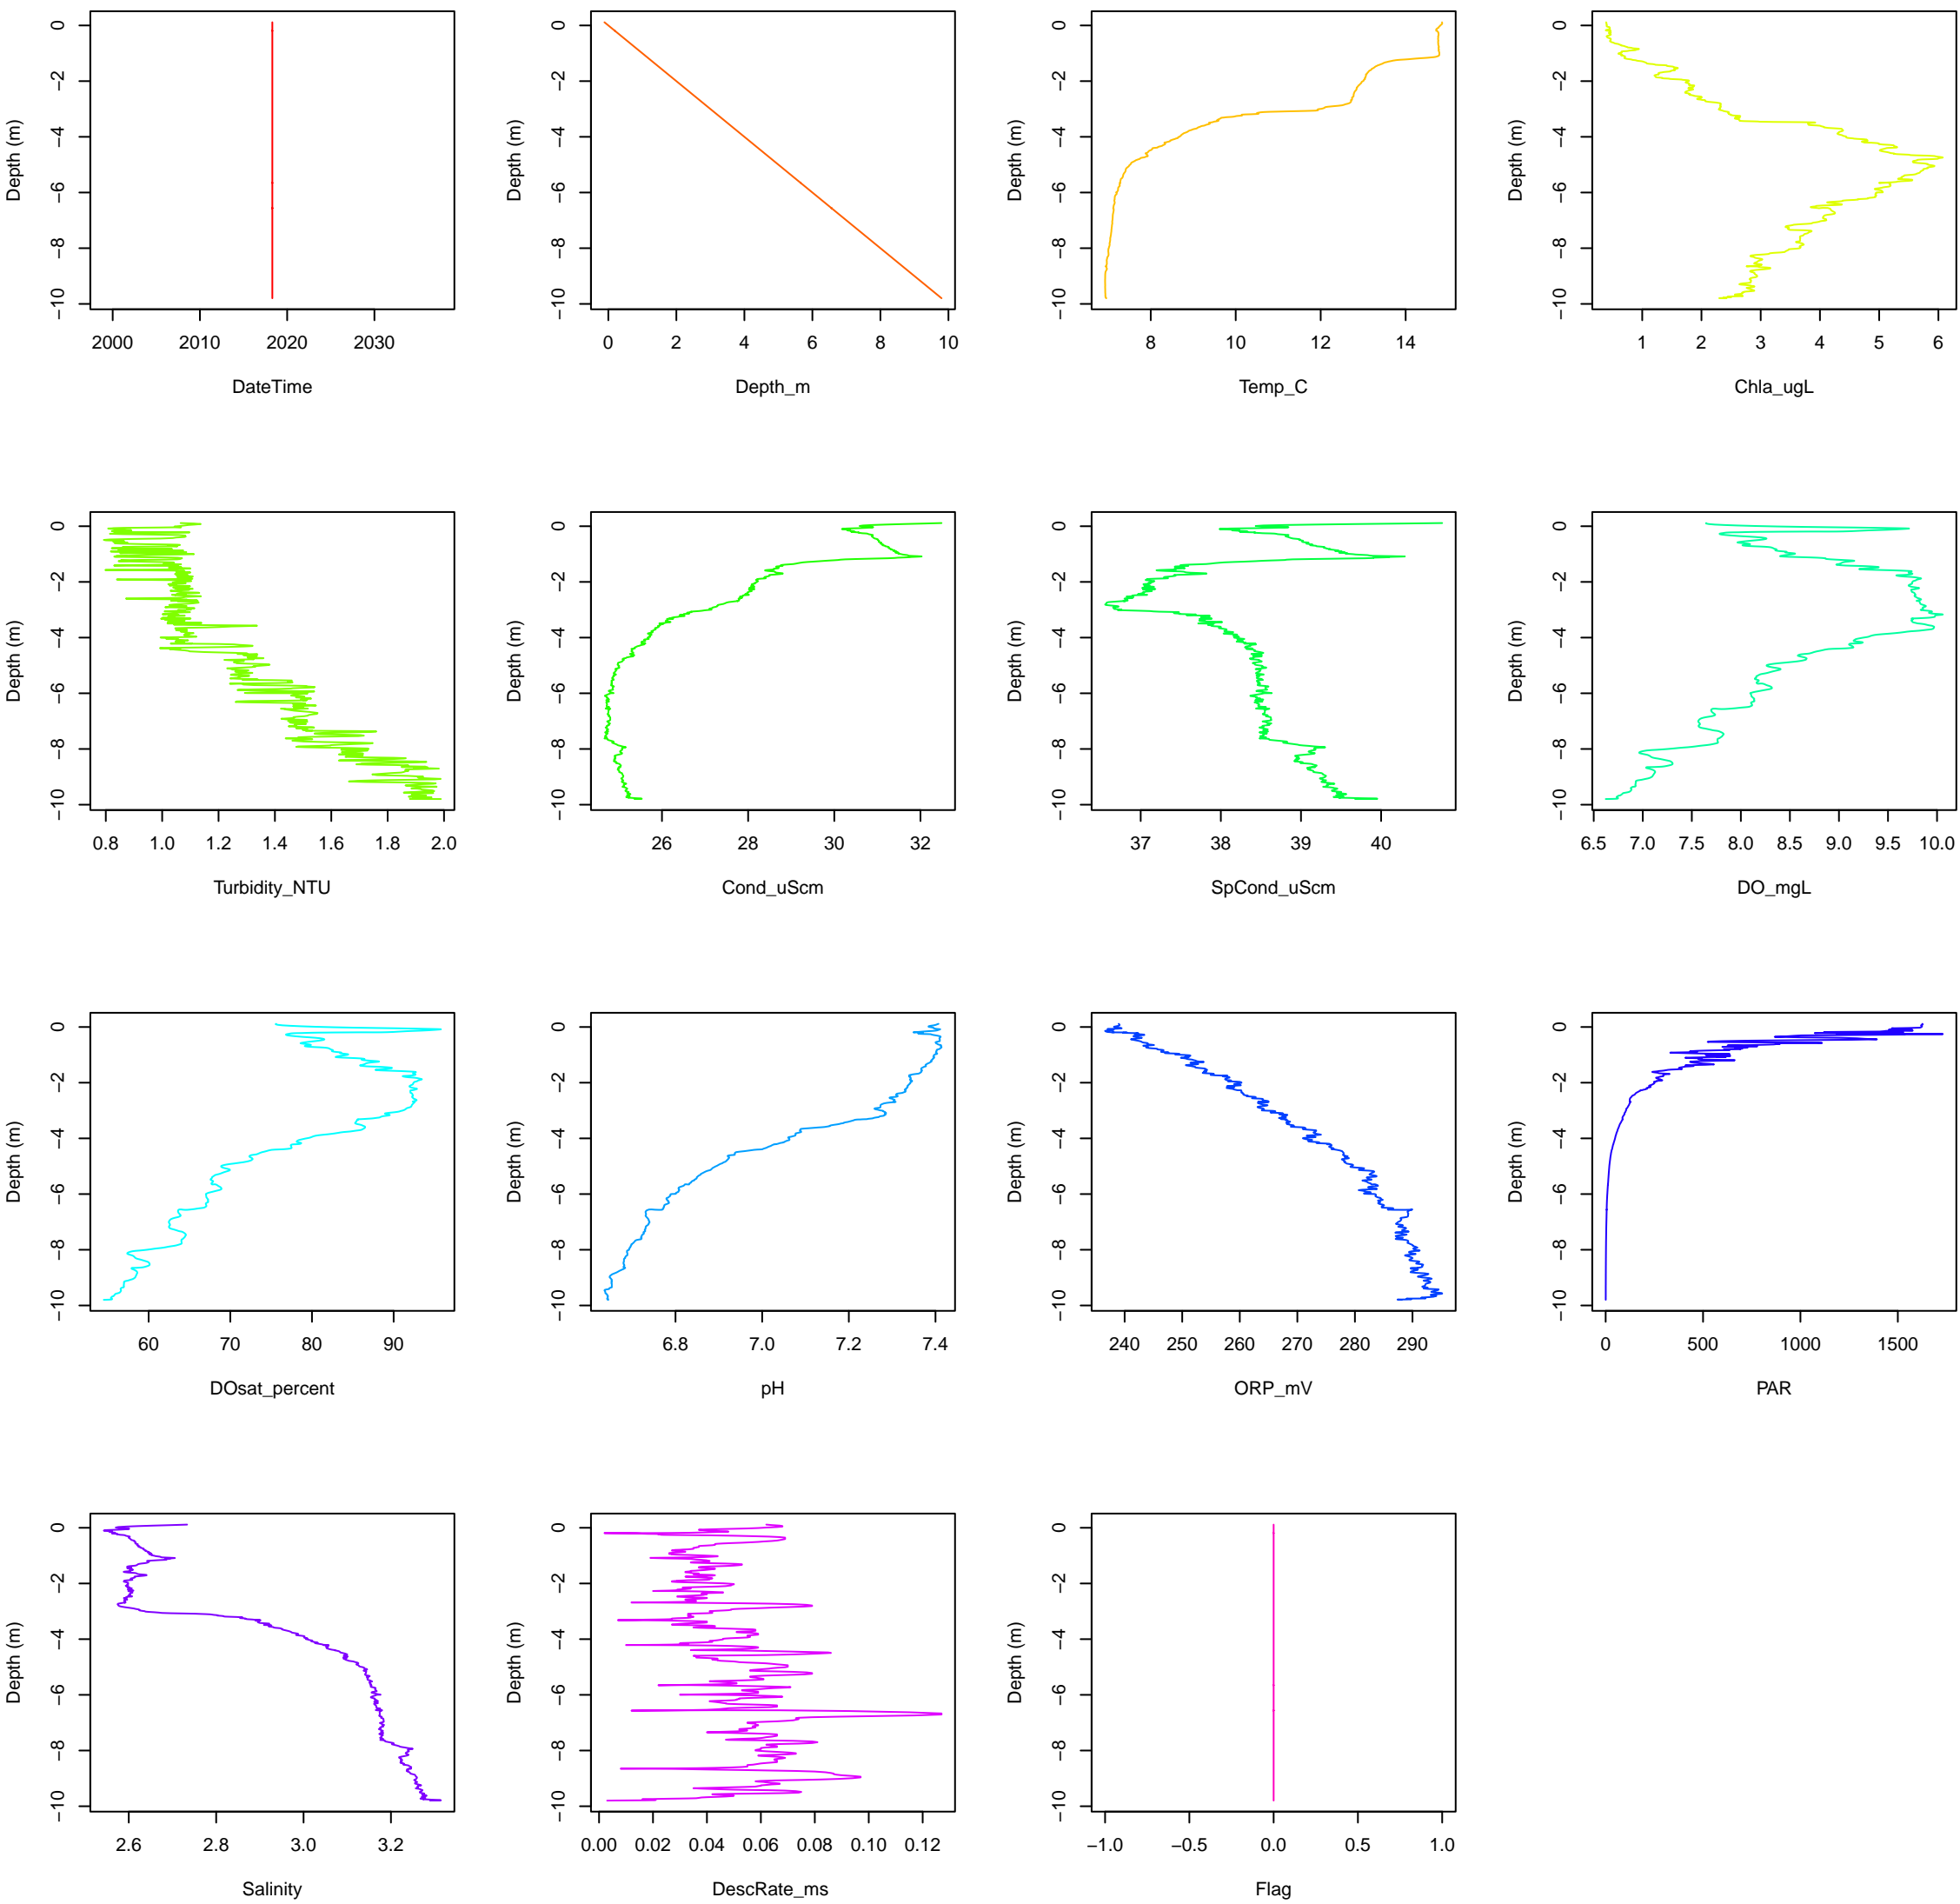 Depth (m)
0
−2
−4
−6
−8
−10
2000 2010 2020 2030
DateTime
Depth (m)
0
−2
−4
−6
−8
−10
0 2 4 6 8 10
Depth_m
Depth (m)
0
−2
−4
−6
−8
−10
8 10 12 14
Temp_C
Depth (m)
0
−2
−4
−6
−8
−10
1 2 3 4 5 6
Chla_ugL
Depth (m)
0
−2
−4
−6
−8
−10
0.8 1.0 1.2 1.4 1.6 1.8 2.0
Turbidity_NTU
Depth (m)
0
−2
−4
−6
−8
−10
26 28 30 32
Cond_uScm
Depth (m)
0
−2
−4
−6
−8
−10
37 38 39 40
SpCond_uScm
Depth (m)
0
−2
−4
−6
−8
−10
6.5 7.0 7.5 8.0 8.5 9.0 9.5 10.0
DO_mgL
Depth (m)
0
−2
−4
−6
−8
−10
60 70 80 90
DOsat_percent
Depth (m)
0
−2
−4
−6
−8
−10
6.8 7.0 7.2 7.4
pH
Depth (m)
0
−2
−4
−6
−8
−10
240 250 260 270 280 290
ORP_mV
Depth (m)
0
−2
−4
−6
−8
−10
0 500 1000 1500
PAR
Depth (m)
0
−2
−4
−6
−8
−10
2.6 2.8 3.0 3.2
Salinity
Depth (m)
0
−2
−4
−6
−8
−10
0.00 0.02 0.04 0.06 0.08 0.10 0.12
DescRate_ms
Depth (m)
0
−2
−4
−6
−8
−10
−1.0 −0.5 0.0 0.5 1.0
Flag